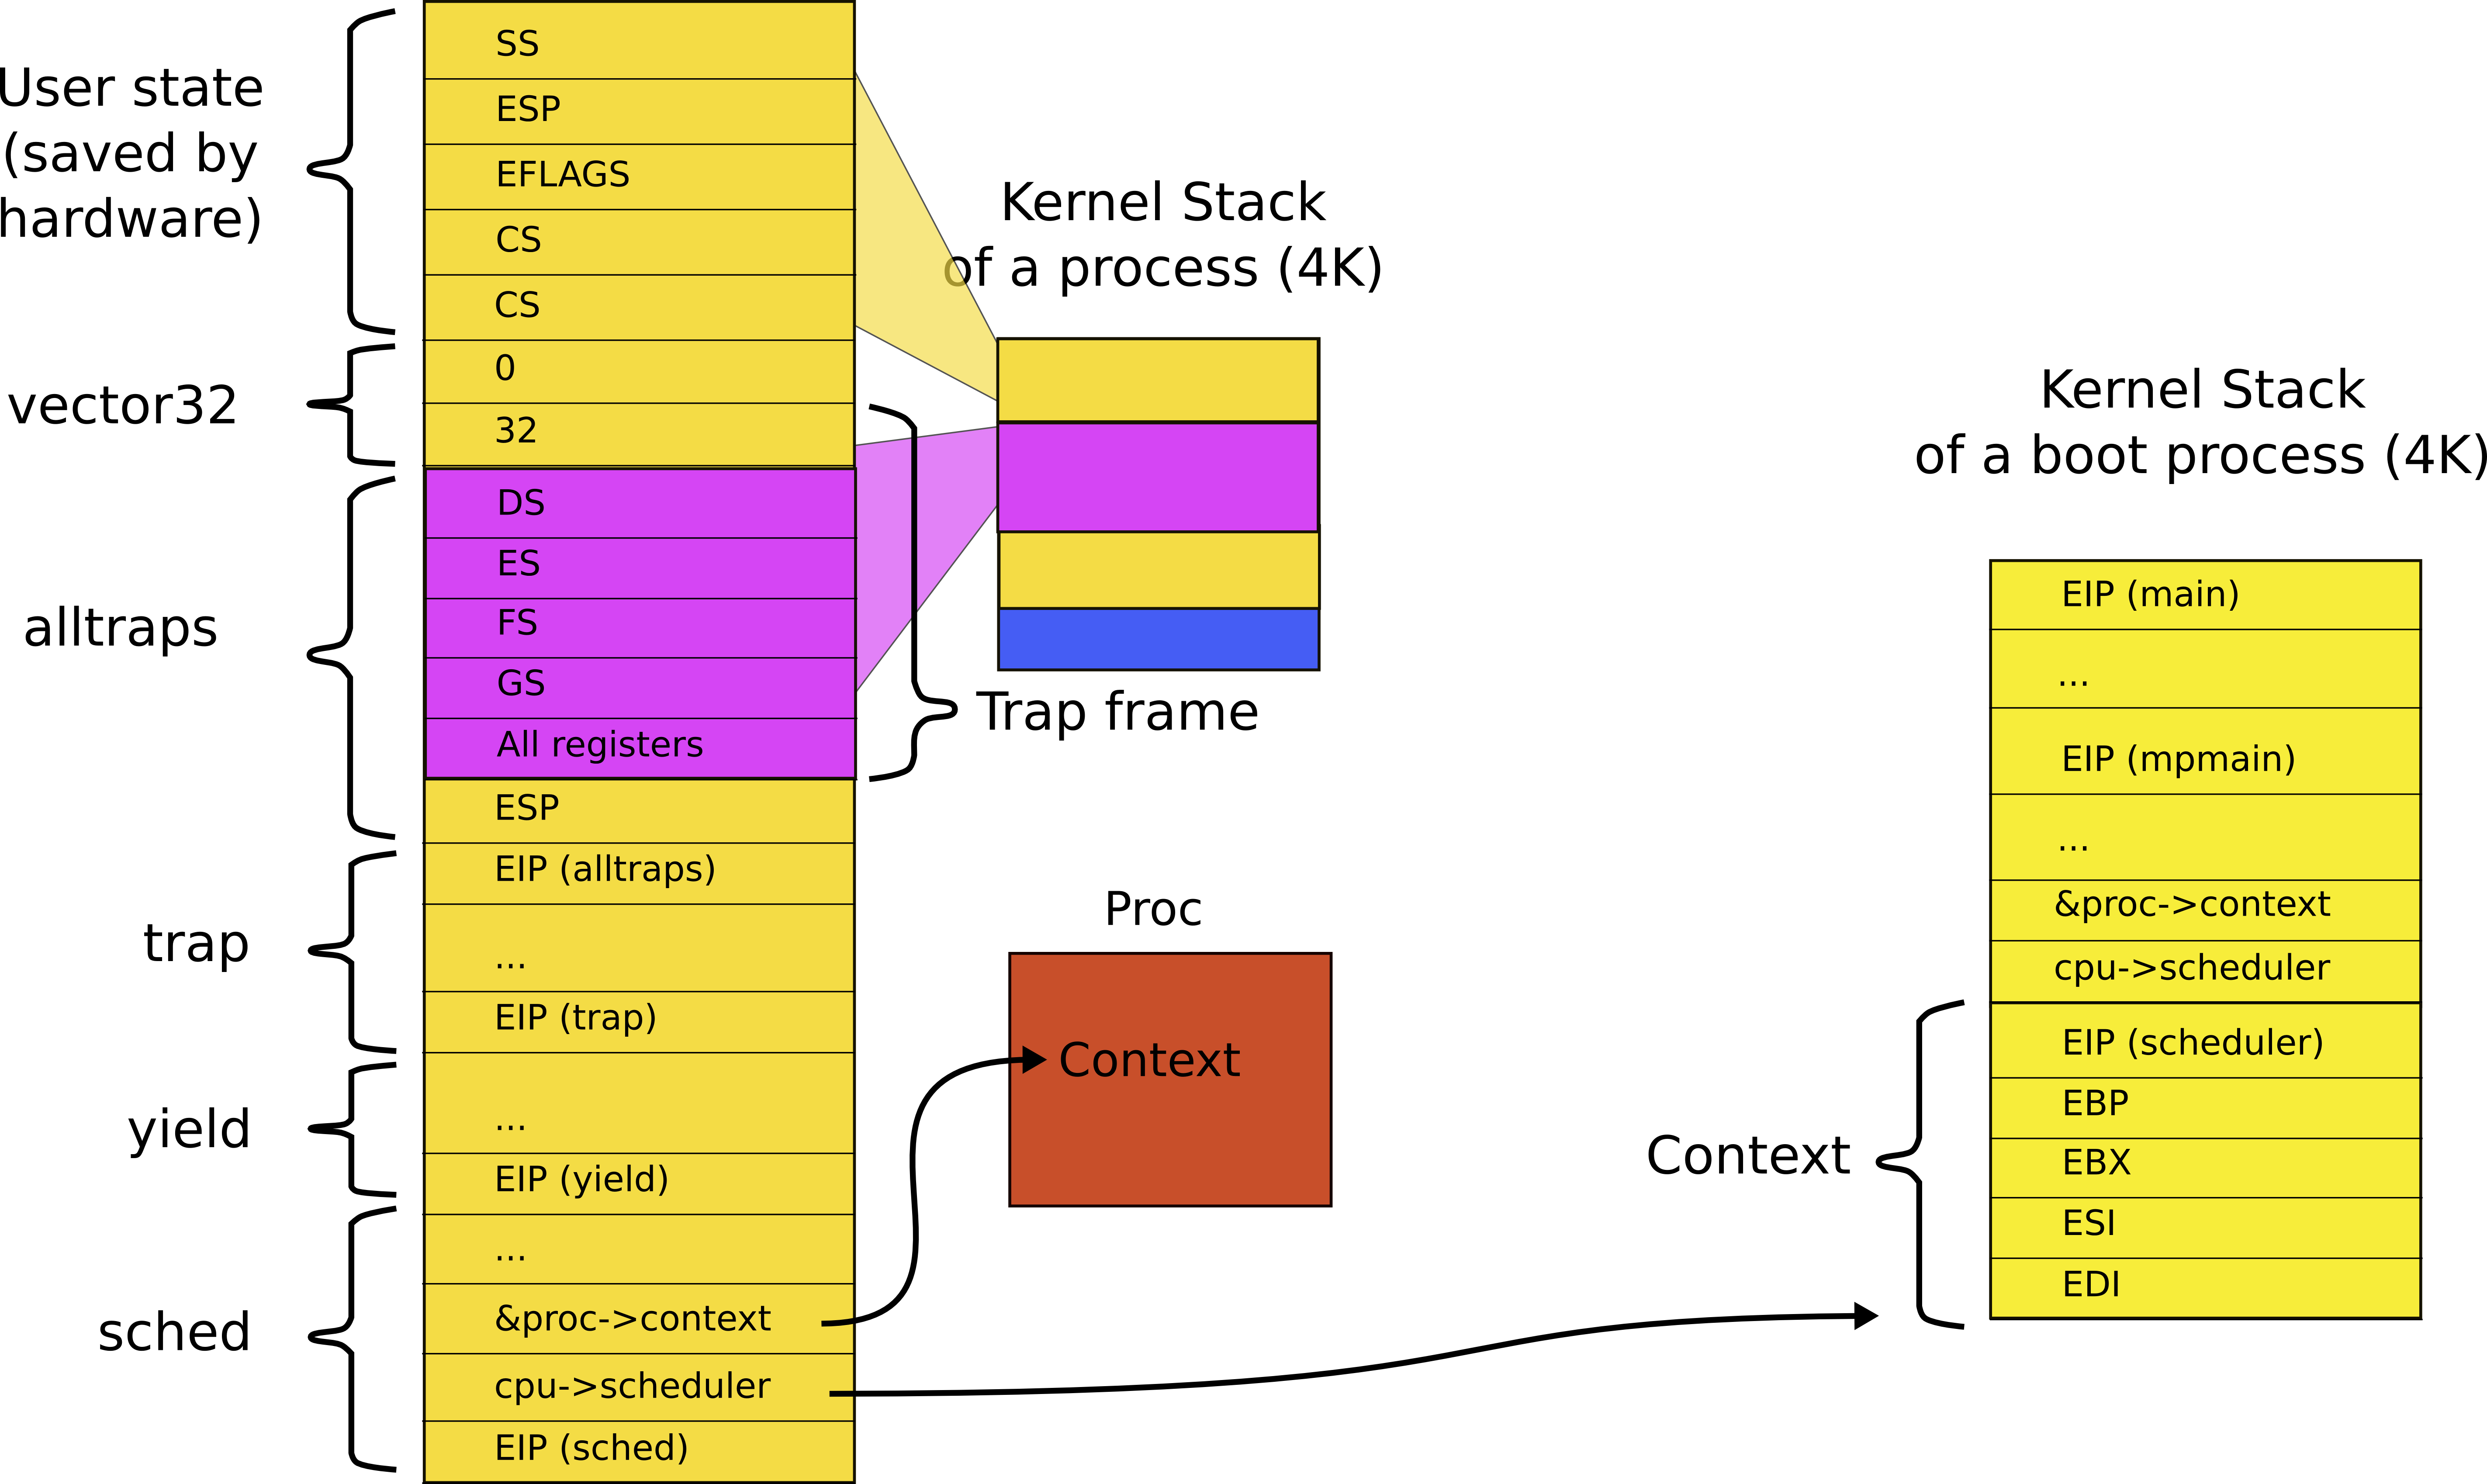 User state
(saved by
hardware)
vector32
alltraps
trap
yield
sched
SS
ESP
EFLAGS
CS
CS
0
32
DS
ES
FS
GS
All registers
ESP
EIP (alltraps)
...
EIP (trap)
...
EIP (yield)
...
&proc->context
cpu->scheduler
EIP (sched)
Kernel Stack
of a process (4K)
Trap frame
Proc
Context
Kernel Stack
of a boot process (4K)
Context
EIP (main)
...
EIP (mpmain)
...
&proc->context
cpu->scheduler
EIP (scheduler)
EBP
EBX
ESI
EDI